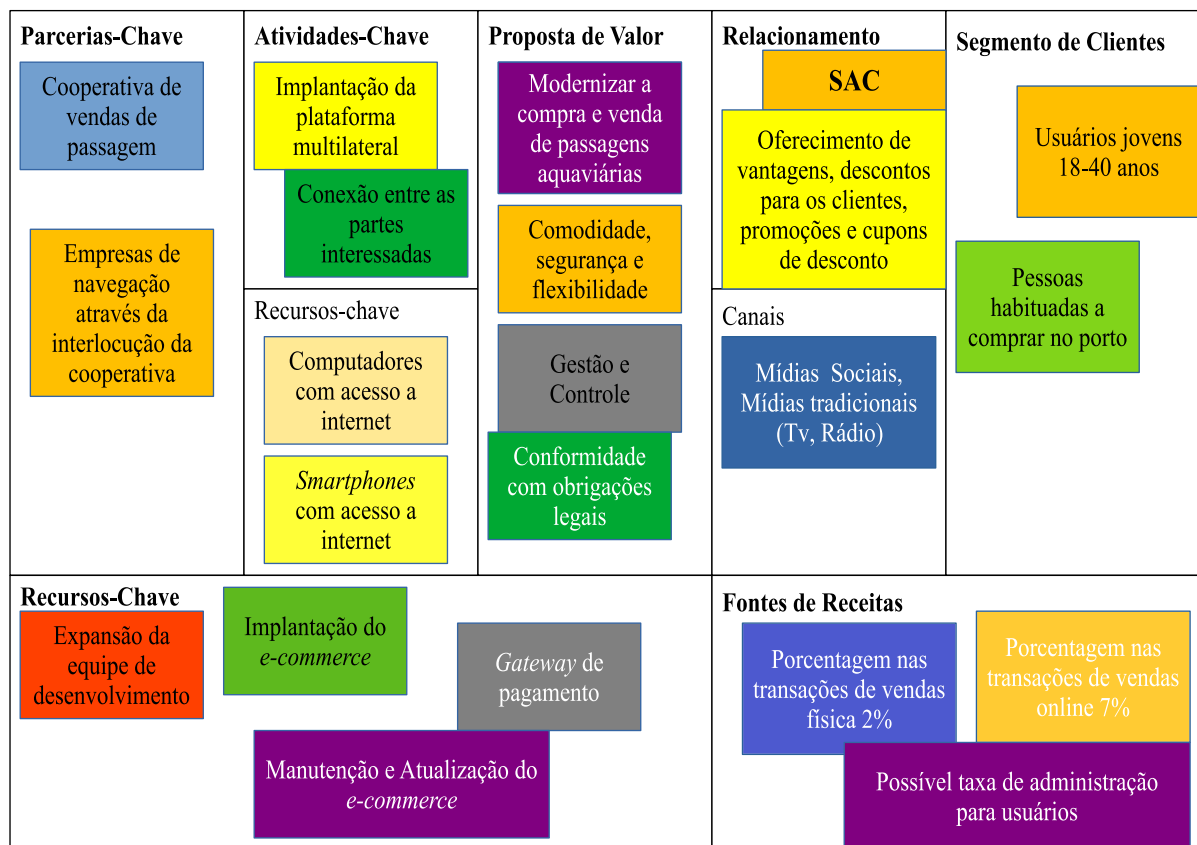 Parcerias-Chave
Cooperativa de
vendas de
passagem
Empresas de
navegação
através da
interlocução da
cooperativa
Atividades-Chave
Implantação da
plataforma
multilateral
Conexão entre as
partes
interessadas
Recursos-chave
Computadores
com acesso a
internet
Smartphones
com acesso a
internet
Proposta de Valor
Modernizar a
compra e venda
de passagens
aquaviárias
Comodidade,
segurança e
flexibilidade
Gestão e
Controle
Conformidade
com obrigações
legais
Relacionamento
SAC
Oferecimento de
vantagens, descontos
para os clientes,
promoções e cupons
de desconto
Canais
Mídias Sociais,
Mídias tradicionais
(Tv, Rádio)
Segmento de Clientes
Usuários jovens
18-40 anos
Pessoas
habituadas a
comprar no porto
Recursos-Chave
Expansão da
equipe de
desenvolvimento
Implantação do
e-commerce
Gateway de
pagamento
Manutenção e Atualização do
e-commerce
Fontes de Receitas
Porcentagem nas
transações de vendas
física 2%
Porcentagem nas
transações de vendas
online 7%
Possível taxa de administração
para usuários